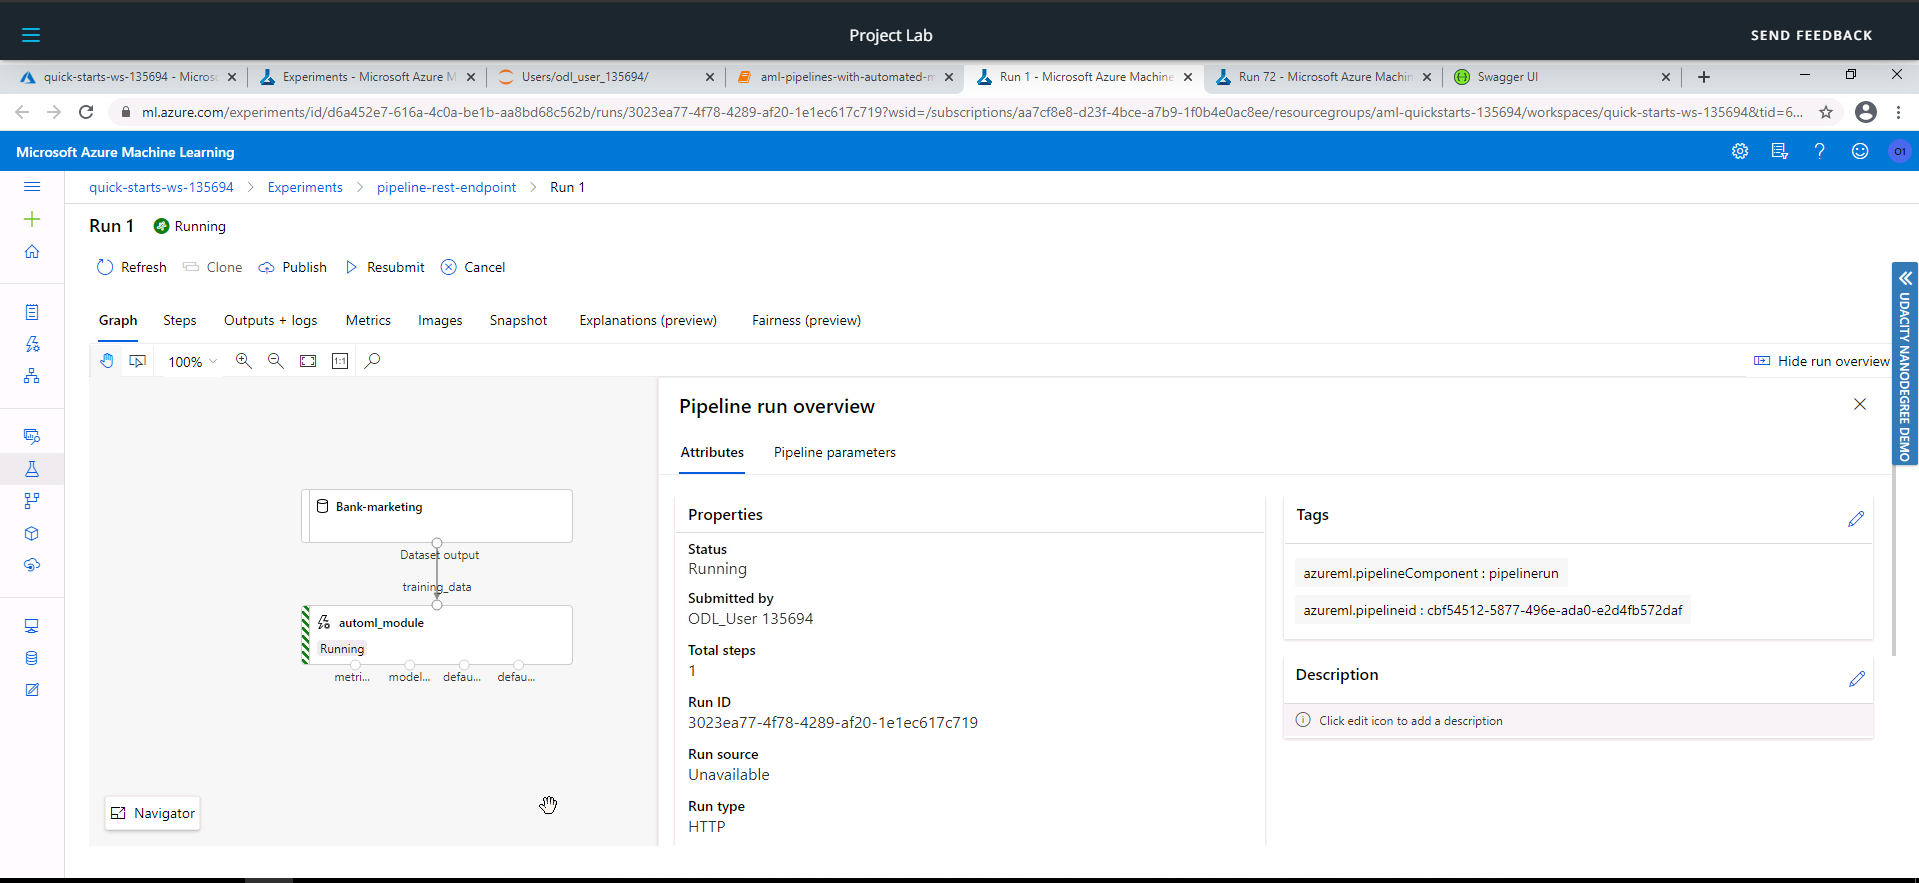 Project Lab
SEND FEEDBACK
quick-starts-ws-135694 - Micros
Experiments - Microsoft Azure M
Users/odl_user_135694/
aml-pipelines-with-automated-m
Run 1 - Microsoft Azure Machine
Run 72 - Microsoft Azure Machin
Swagger UI
ml.azure.com/experiments/id/d6a452e7-616a-4c0a-be1b-aa8bd68c562b/runs/3023ea77-4f78-4289-af20-1e1ec617c719?wsid=/subscriptions/aa7cf8e8-d23f-4bce-a7b9-1f0b4e0ac8ee/resourcegroups/aml-quickstarts-135694/workspaces/quick-starts-ws-135694&tid=6...
Microsoft Azure Machine Learning
O1
quick-starts-ws-135694 > Experiments > pipeline-rest-endpoint > Run 1
Run 1 Running
Refresh Clone Publish Resubmit Cancel
Graph Steps Outputs + logs Metrics Images Snapshot Explanations (preview) Fairness (preview)
100%
1:1
Hide run overview
UDACITY NANODEGREE DEMO
Bank-marketing
Dataset output
training_data
automl_module
Running
metri... model... defau... defau...
Navigator
Pipeline run overview
Attributes Pipeline parameters
Properties
Status
Running
Submitted by
ODL_User 135694
Total steps
1
Run ID
3023ea77-4f78-4289-af20-1e1ec617c719
Run source
Unavailable
Run type
HTTP
Tags
azureml.pipelineComponent : pipelinerun
azureml.pipelineid : cbf54512-5877-496e-ada0-e2d4fb572daf
Description
Click edit icon to add a description